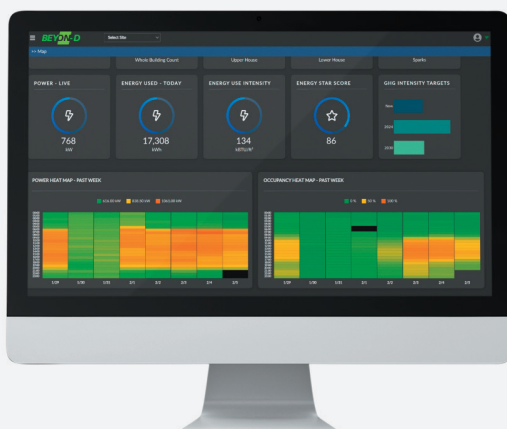 BEYON-D
Select Site
>> Map
Whole Building Count
Upper House
Lower House
Sparks
POWER - LIVE
768
kW
ENERGY USED - TODAY
17,308
kWh
ENERGY USE INTENSITY
134
kBTU/ft²
ENERGY STAR SCORE
86
GHG INTENSITY TARGETS
Now
2024
2030
POWER HEAT MAP - PAST WEEK
1/29
1/30
1/31
2/1
2/2
2/3
2/4
2/5
OCCUPANCY HEAT MAP - PAST WEEK
0 %
50 %
100 %
1/29
1/30
1/31
2/1
2/2
2/3
2/4
2/5